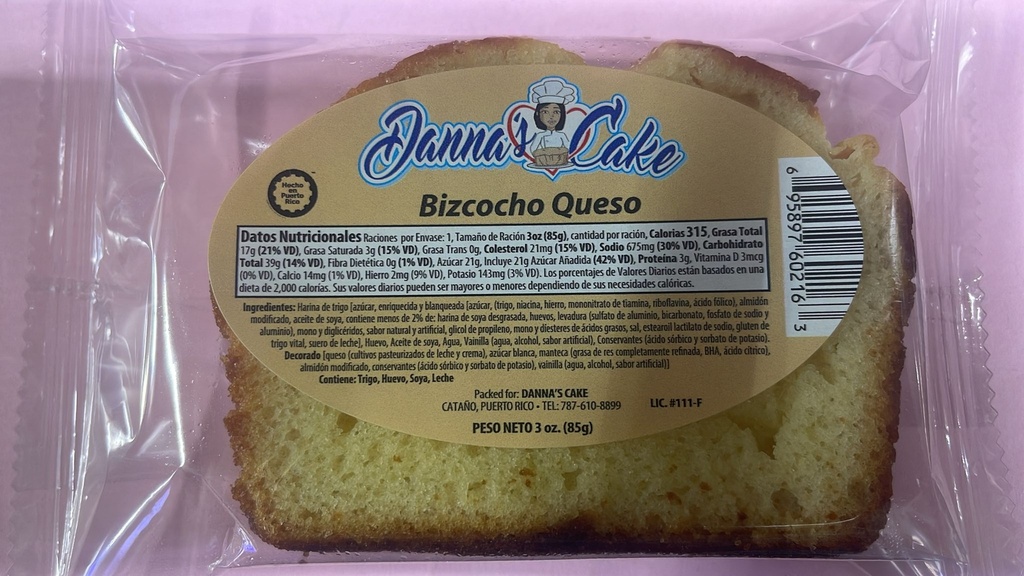 Danna's Cake
Hecho
en
Puerto
Rico
Bizcocho Queso
Datos Nutricionales Raciones por Envase: 1, Tamaño de Ración 3oz (85g), cantidad por ración, Calorias 315, Grasa Total
17g (21% VD), Grasa Saturada 3g (15% VD), Grasa Trans 0g, Colesterol 21mg (15% VD), Sodio 675mg (30% VD), Carbohidrato
Total 39g (14% VD), Fibra Dietética 0g (1% VD), Azúcar 21g, Incluye 21g Azúcar Añadida (42% VD), Proteína 3g, Vitamina D 3mcg
(0% VD), Calcio 14mg (1% VD), Hierro 2mg (9% VD), Potasio 143mg (3% VD). Los porcentajes de Valores Diarios están basados en una
dieta de 2,000 calorías. Sus valores diarios pueden ser mayores o menores dependiendo de sus necesidades calóricas.
Ingredientes: Harina de trigo [azúcar, enriquecida y blanqueada [azúcar, (trigo, niacina, hierro, mononitrato de tiamina, riboflavina, ácido fólico), almidón
modificado, aceite de soya, contiene menos de 2% de: harina de soya desgrasada, huevos, levadura (sulfato de aluminio, bicarbonato, fosfato de sodio y
aluminio), mono y diglicéridos, sabor natural y artificial, glicol de propileno, mono y diesteres de ácidos grasos, sal, estearoil lactilato de sodio, gluten de
trigo vital, suero de leche], Huevo, Aceite de soya, Agua, Vainilla (agua, alcohol, sabor artificial), Conservantes (ácido sórbico y sorbato de potasio).
Decorado [queso (cultivos pasteurizados de leche y crema), azúcar blanca, manteca (grasa de res completamente refinada, BHA, ácido cítrico),
almidón modificado, conservantes (ácido sórbico y sorbato de potasio), vainilla (agua, alcohol, sabor artificial)]
Contiene: Trigo, Huevo, Soya, Leche
Packed for: DANNA'S CAKE
CATAÑO, PUERTO RICO • TEL: 787-610-8899
LIC. #111-F
PESO NETO 3 oz. (85g)
6 95897 60216 3